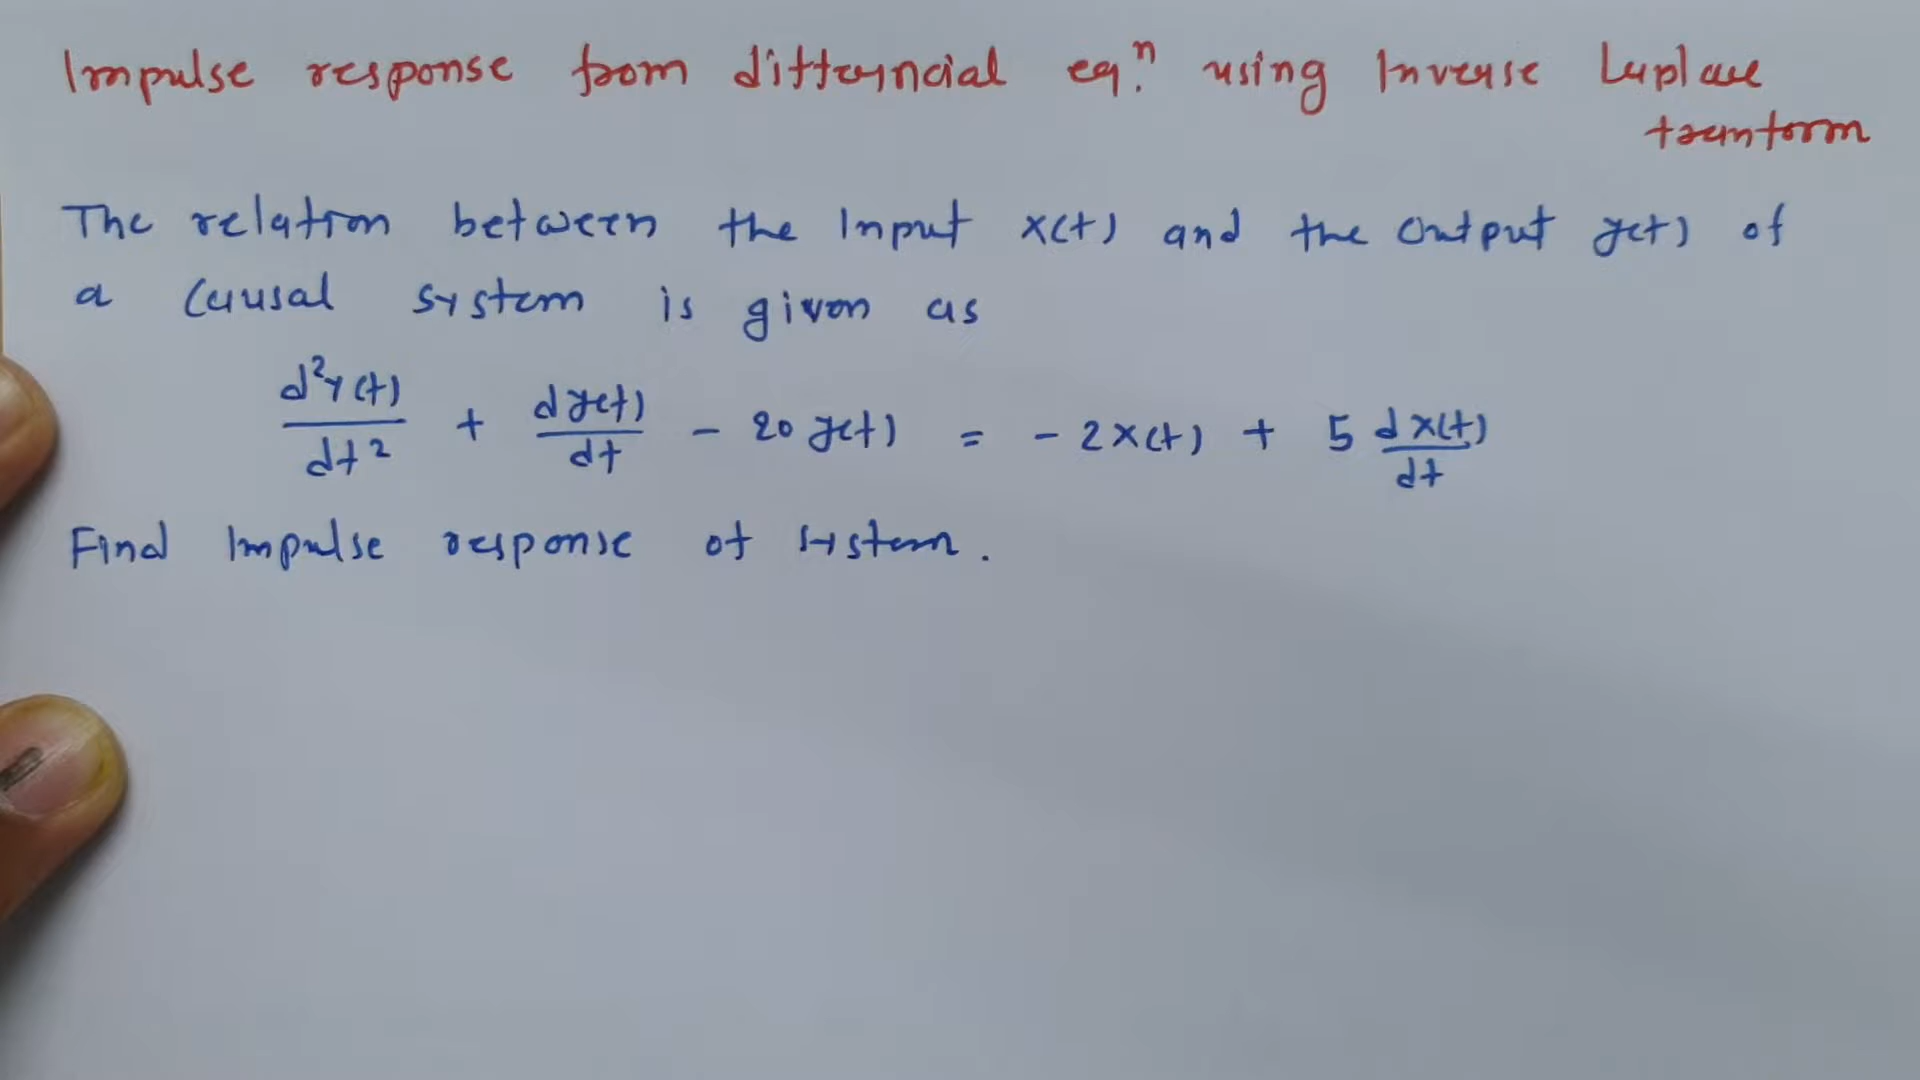 Impulse response from differncial eqn. using Inverse Laplace
transform
The relation between the Input x(t) and the output y(t) of
a causal system is given as
d²y(t)/dt² + dy(t)/dt - 20 y(t) = - 2x(t) + 5 dx(t)/dt
Find Impulse response of system.